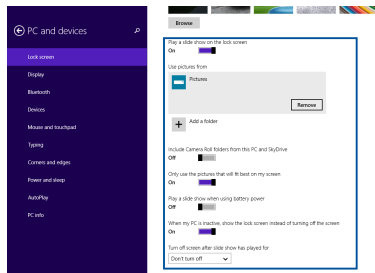 PC and devices
Lock screen
Display
Bluetooth
Devices
Mouse and touchpad
Typing
Corners and edges
Power and sleep
AutoPlay
PC info
Browse
Play a slide show on the lock screen
On
Use pictures from
Pictures
Remove
Add a folder
Include Camera Roll folders from this PC and SkyDrive
Off
Only use the pictures that will fit best on my screen
On
Play a slide show when using battery power
Off
When my PC is inactive, show the lock screen instead of turning off the screen
On
Turn off screen after slide show has played for
Don't turn off